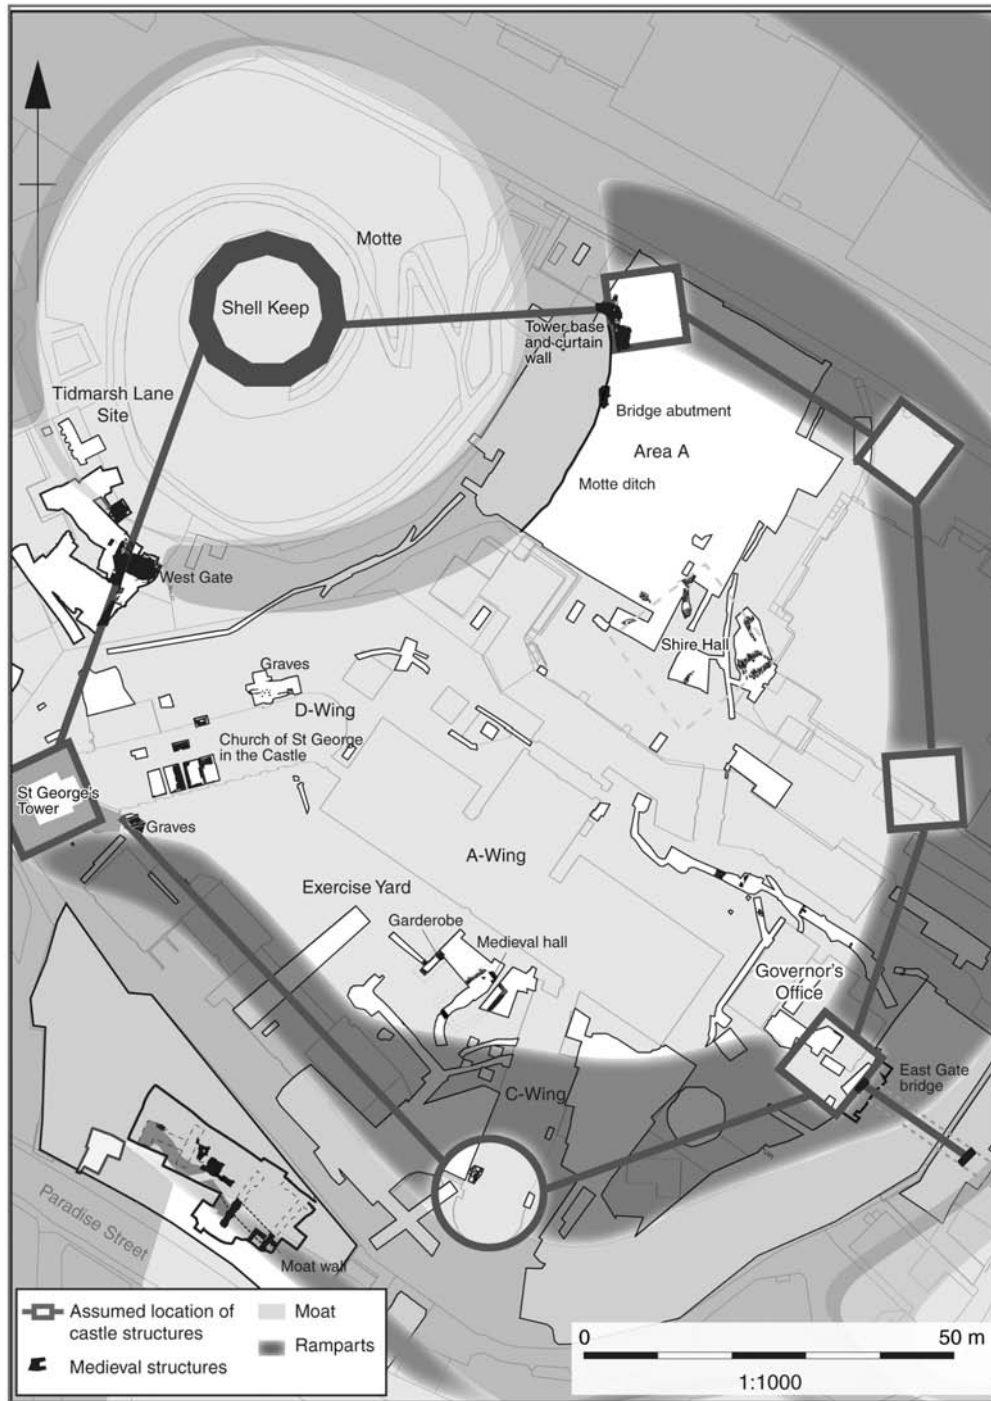 Motte
Shell Keep
Tower base
and curtain
wall
Tidmarsh Lane
Site
Bridge abutment
Area A
Motte ditch
West Gate
Shire Hall
Graves
D-Wing
Church of St George
in the Castle
St George's
Tower
Graves
A-Wing
Exercise Yard
Garderobe
Medieval hall
Governor's
Office
East Gate
bridge
C-Wing
Paradise Street
Moat wall
Assumed location of
castle structures
Medieval structures
Moat
Ramparts
0 50 m
1:1000